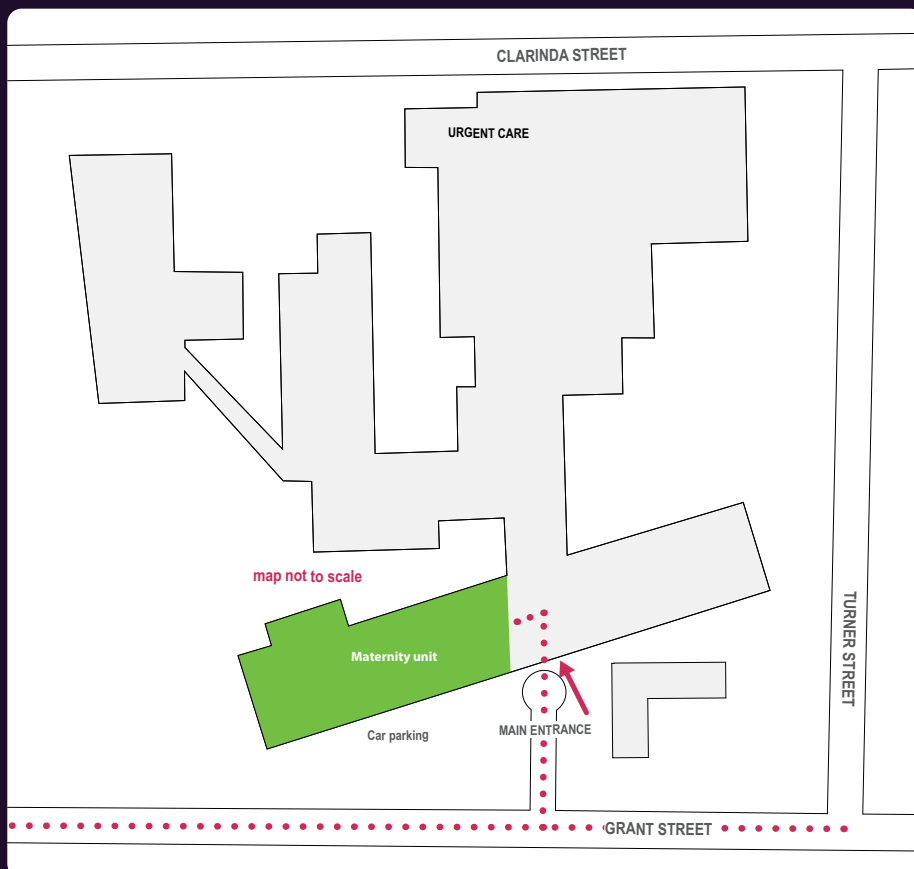 CLARINDA STREET
URGENT CARE
map not to scale
TURNER STREET
Maternity unit
Car parking
MAIN ENTRANCE
GRANT STREET